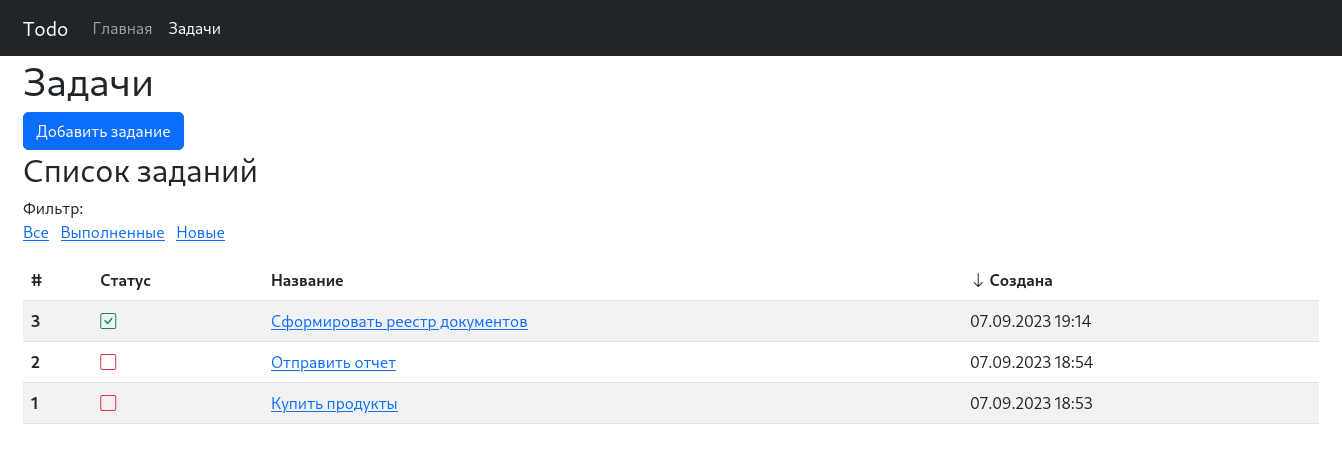 Todo Главная Задачи
Задачи
Добавить задание
Список заданий
Фильтр:
Все Выполненные Новые
# Статус Название ↓ Создана
3 Сформировать реестр документов 07.09.2023 19:14
2 Отправить отчет 07.09.2023 18:54
1 Купить продукты 07.09.2023 18:53